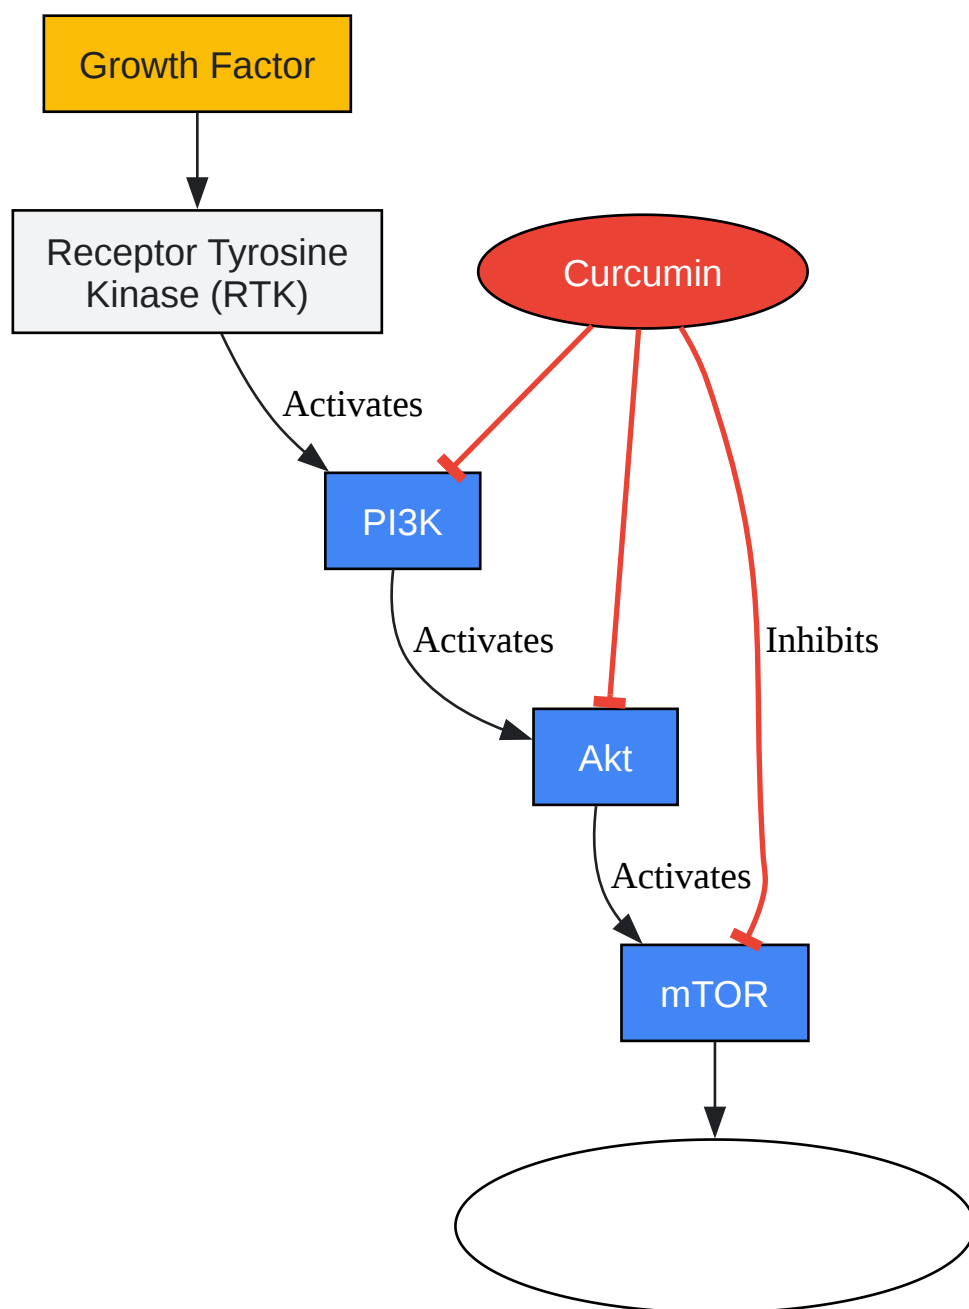 Growth Factor
Receptor Tyrosine
Kinase (RTK)
Curcumin
Activates
PI3K
Activates
Inhibits
Akt
Activates
mTOR